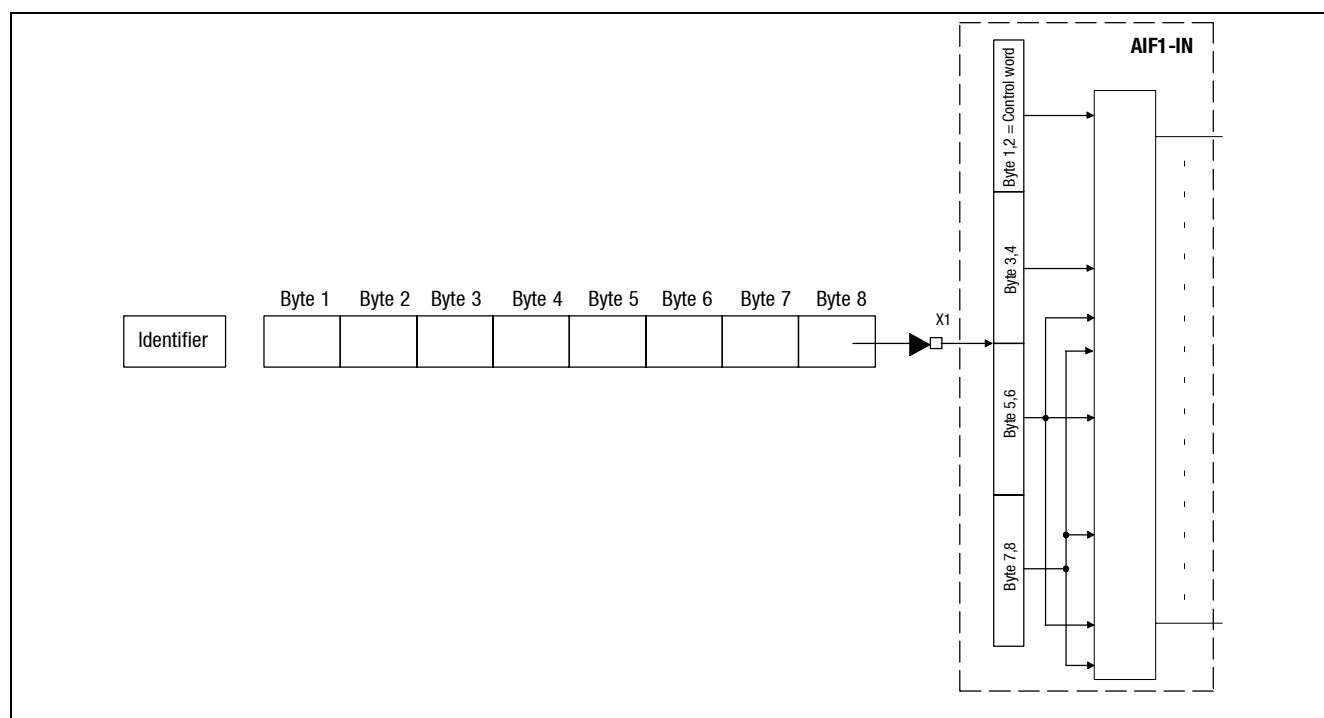 AIF1-IN
Byte 1,2 = Control word
Byte 3,4
Byte 5,6
Byte 7,8
Byte 1 Byte 2 Byte 3 Byte 4 Byte 5 Byte 6 Byte 7 Byte 8
Identifier
X1